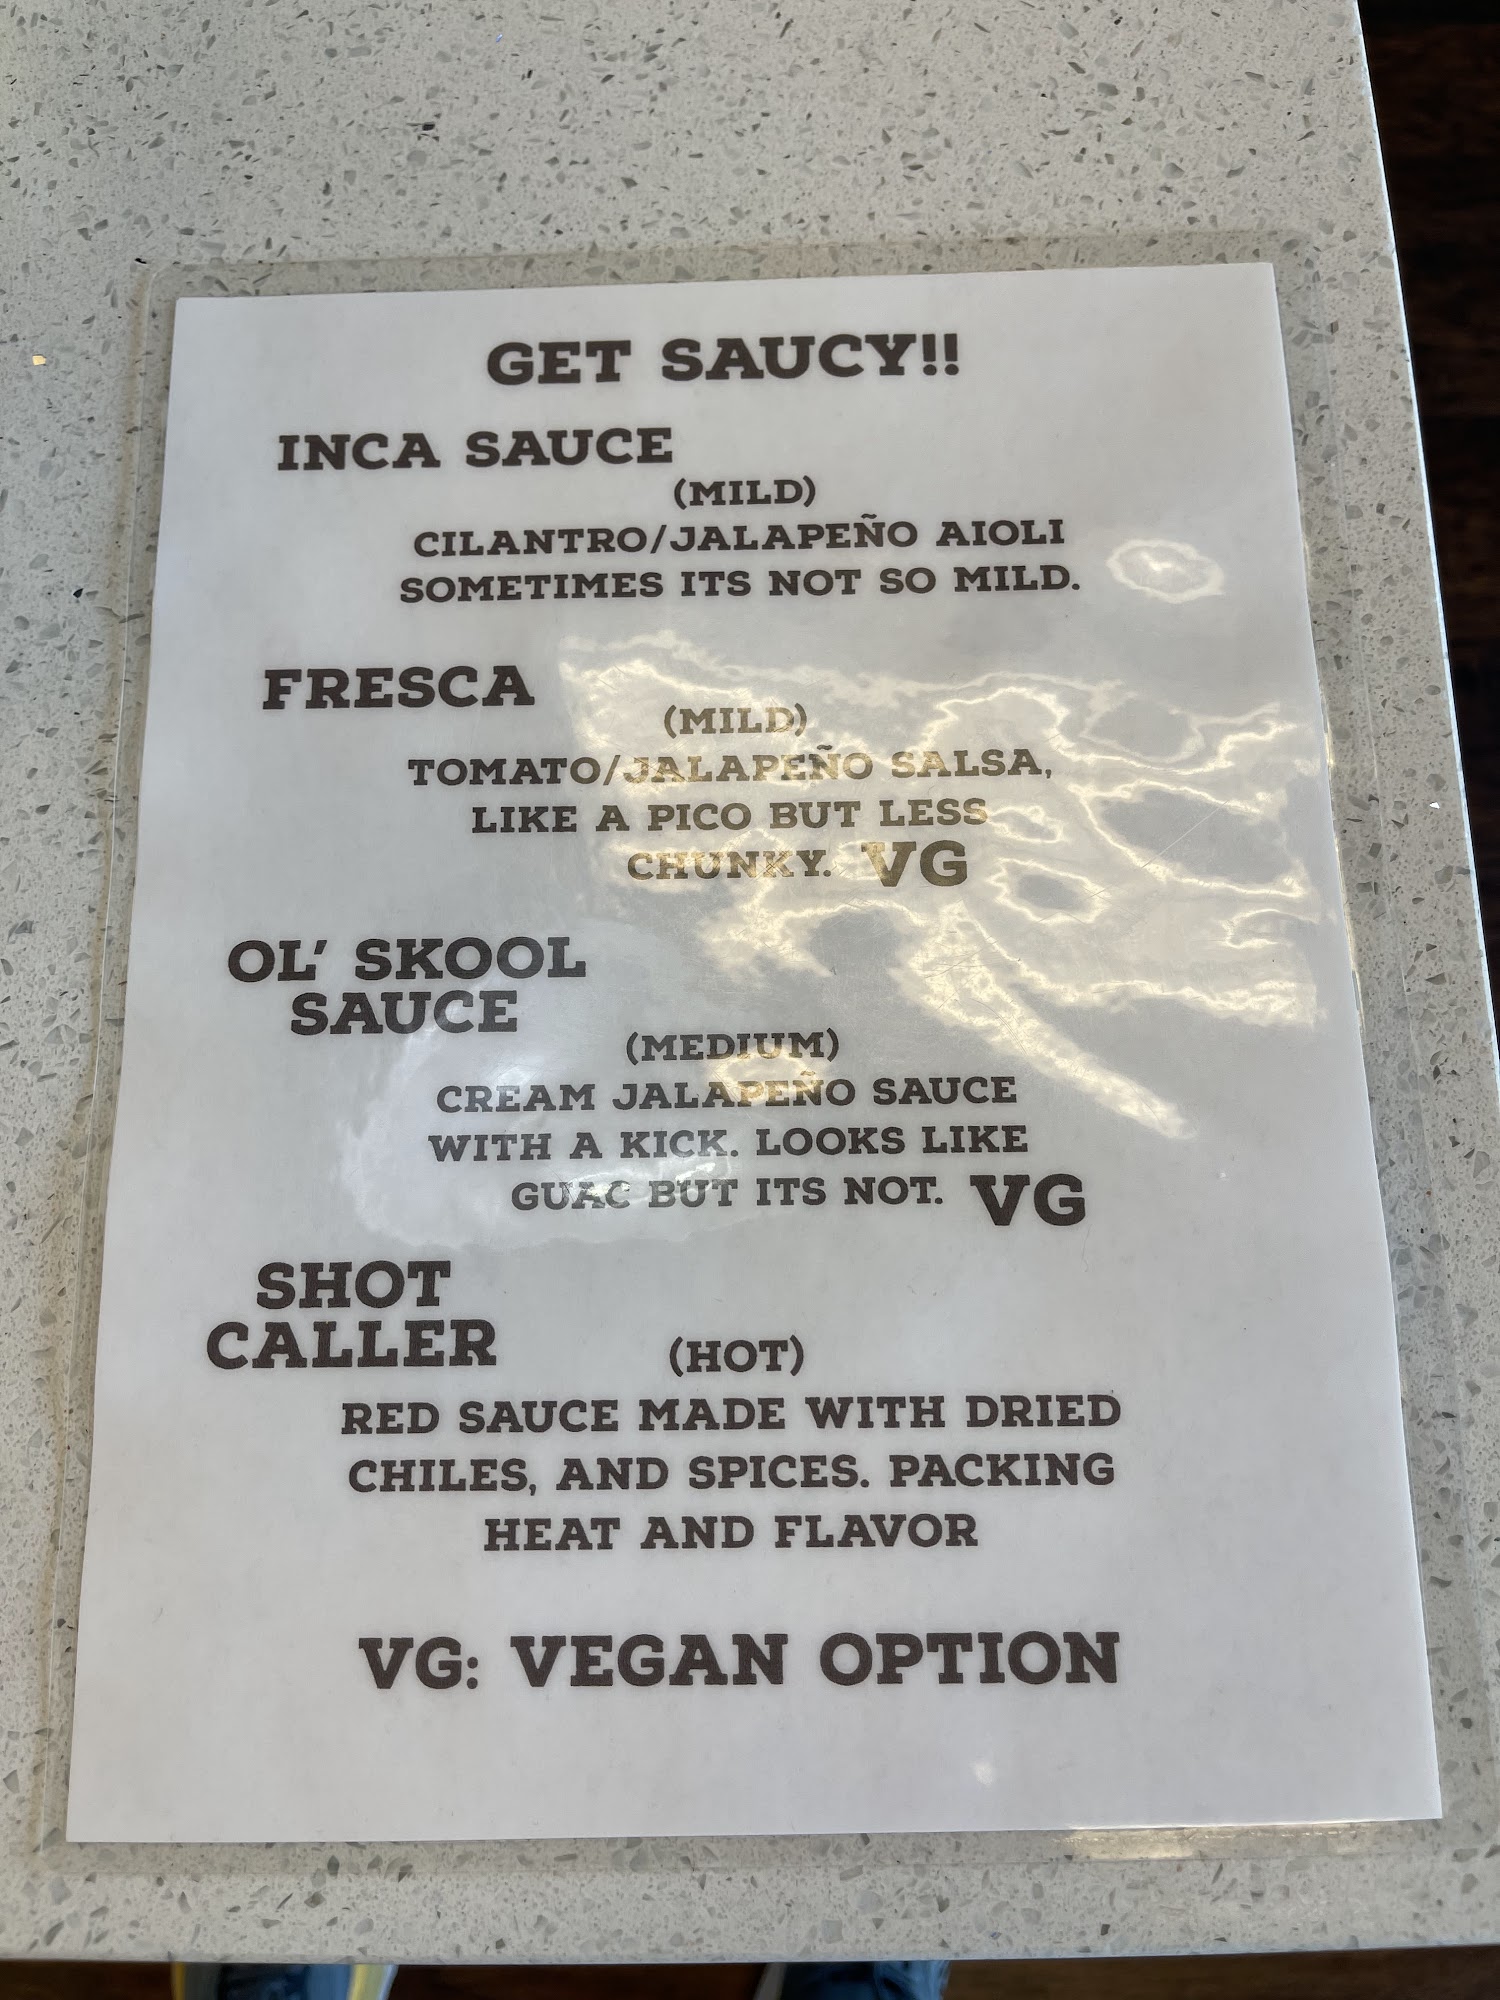 GET SAUCY!!
INCA SAUCE
(MILD)
CILANTRO/JALAPEÑO AIOLI
SOMETIMES ITS NOT SO MILD.
FRESCA
(MILD)
TOMATO/JALAPEÑO SALSA,
LIKE A PICO BUT LESS
CHUNKY. VG
OL' SKOOL
SAUCE
(MEDIUM)
CREAM JALAPEÑO SAUCE
WITH A KICK. LOOKS LIKE
GUAC BUT ITS NOT. VG
SHOT
CALLER
(HOT)
RED SAUCE MADE WITH DRIED
CHILES, AND SPICES. PACKING
HEAT AND FLAVOR
VG: VEGAN OPTION